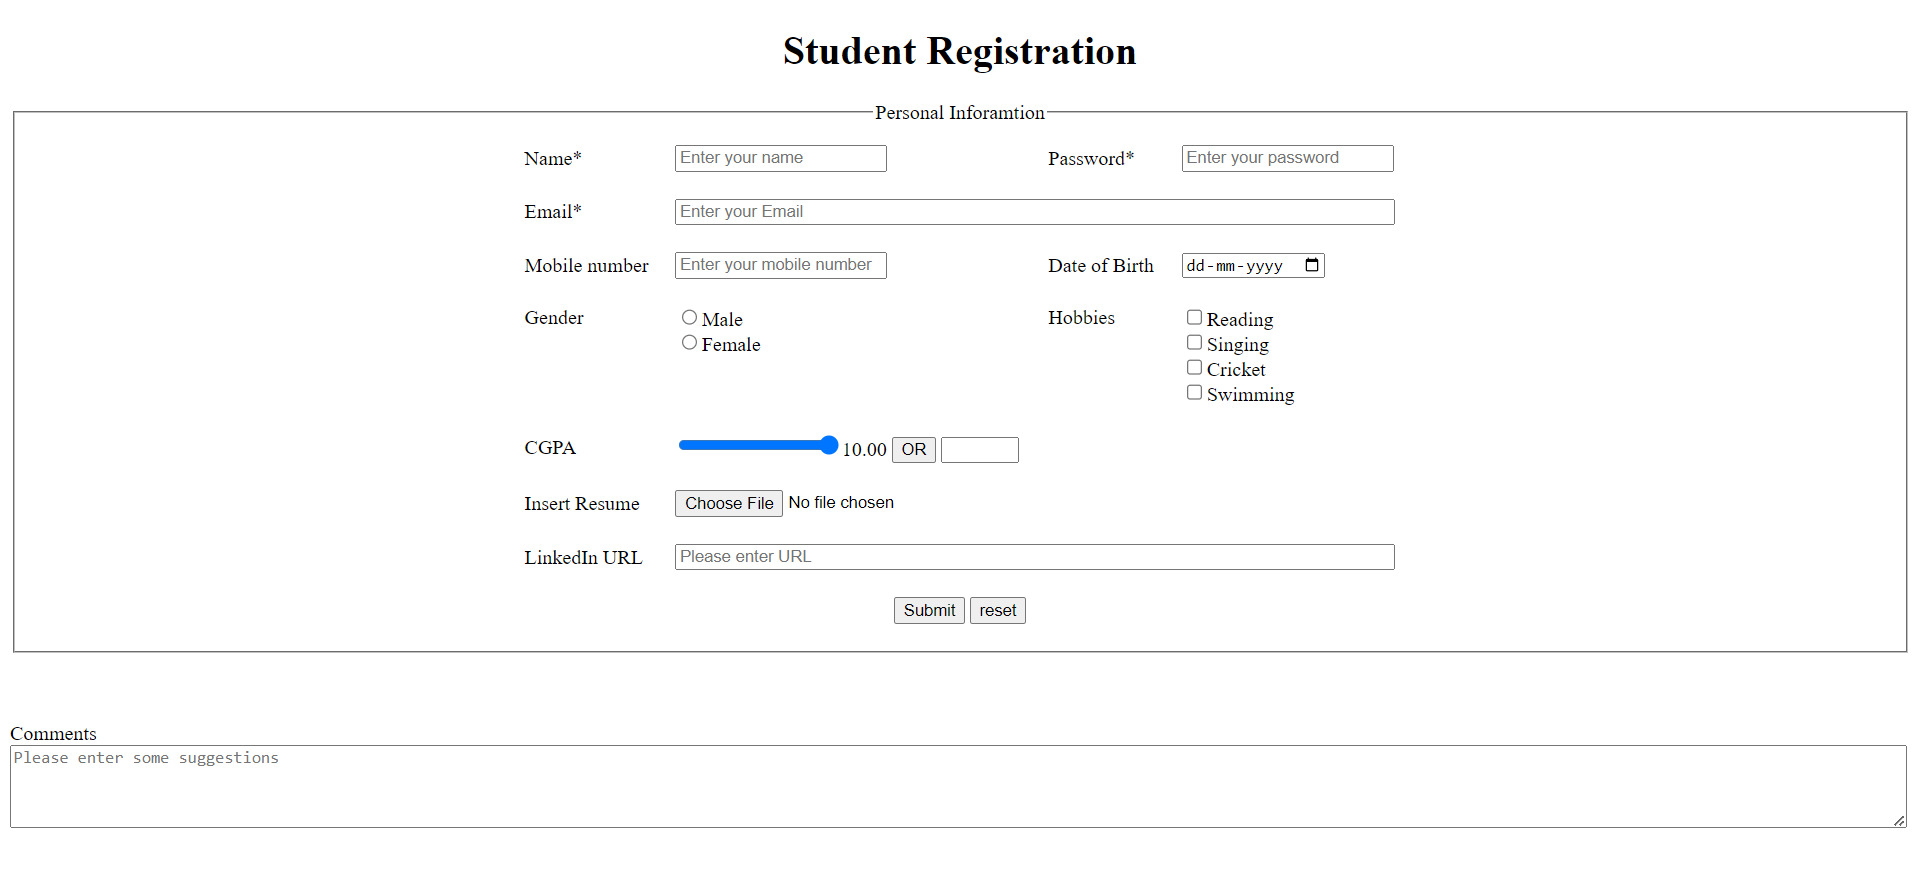 Student Registration
Personal Inforamtion
Name* Enter your name Password* Enter your password
Email* Enter your Email
Mobile number Enter your mobile number Date of Birth dd-mm-yyyy
Gender Male Hobbies Reading
Female Singing
Cricket
Swimming
CGPA 10.00 OR
Insert Resume Choose File No file chosen
LinkedIn URL Please enter URL
Submit reset
Comments
Please enter some suggestions